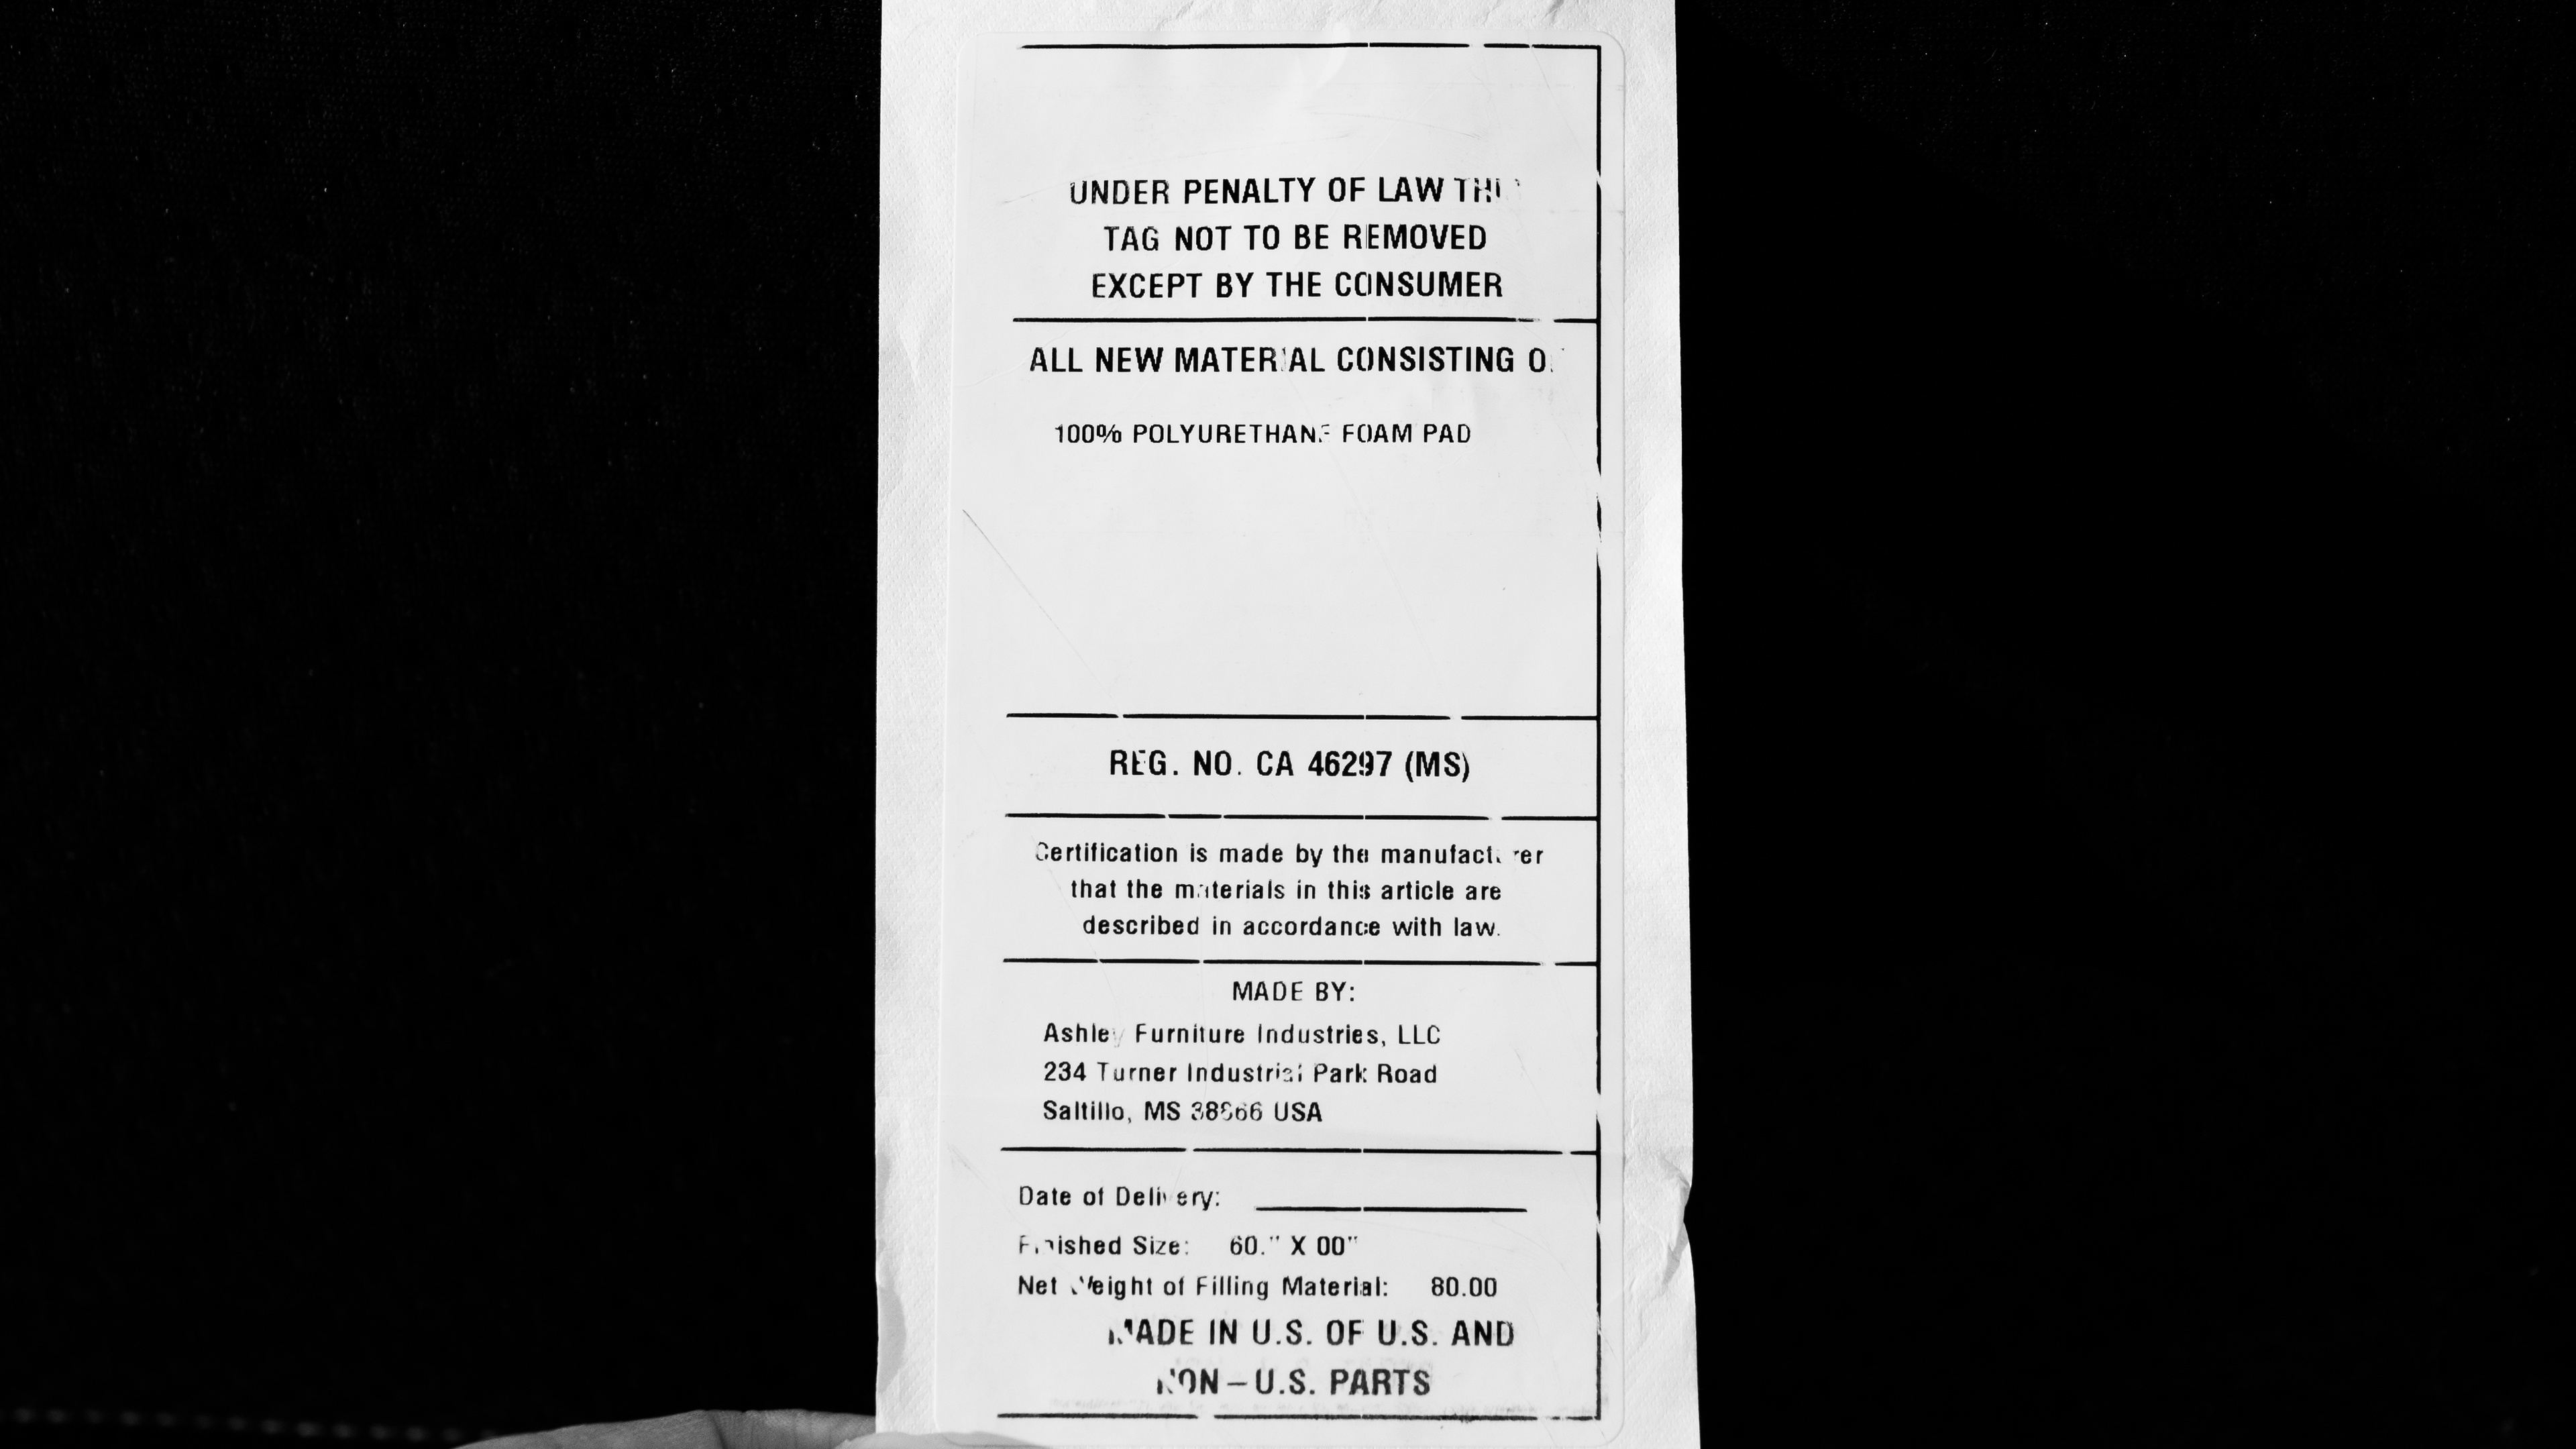 UNDER PENALTY OF LAW THIS
TAG NOT TO BE REMOVED
EXCEPT BY THE CONSUMER
ALL NEW MATERIAL CONSISTING OF
100% POLYURETHANE FOAM PAD
REG. NO. CA 46297 (MS)
Certification is made by the manufacturer
that the materials in this article are
described in accordance with law.
MADE BY:
Ashley Furniture Industries, LLC
234 Turner Industrial Park Road
Saltillo, MS 38866 USA
Date of Delivery:
Finished Size: 60." X 00"
Net Weight of Filling Material: 80.00
MADE IN U.S. OF U.S. AND
NON-U.S. PARTS